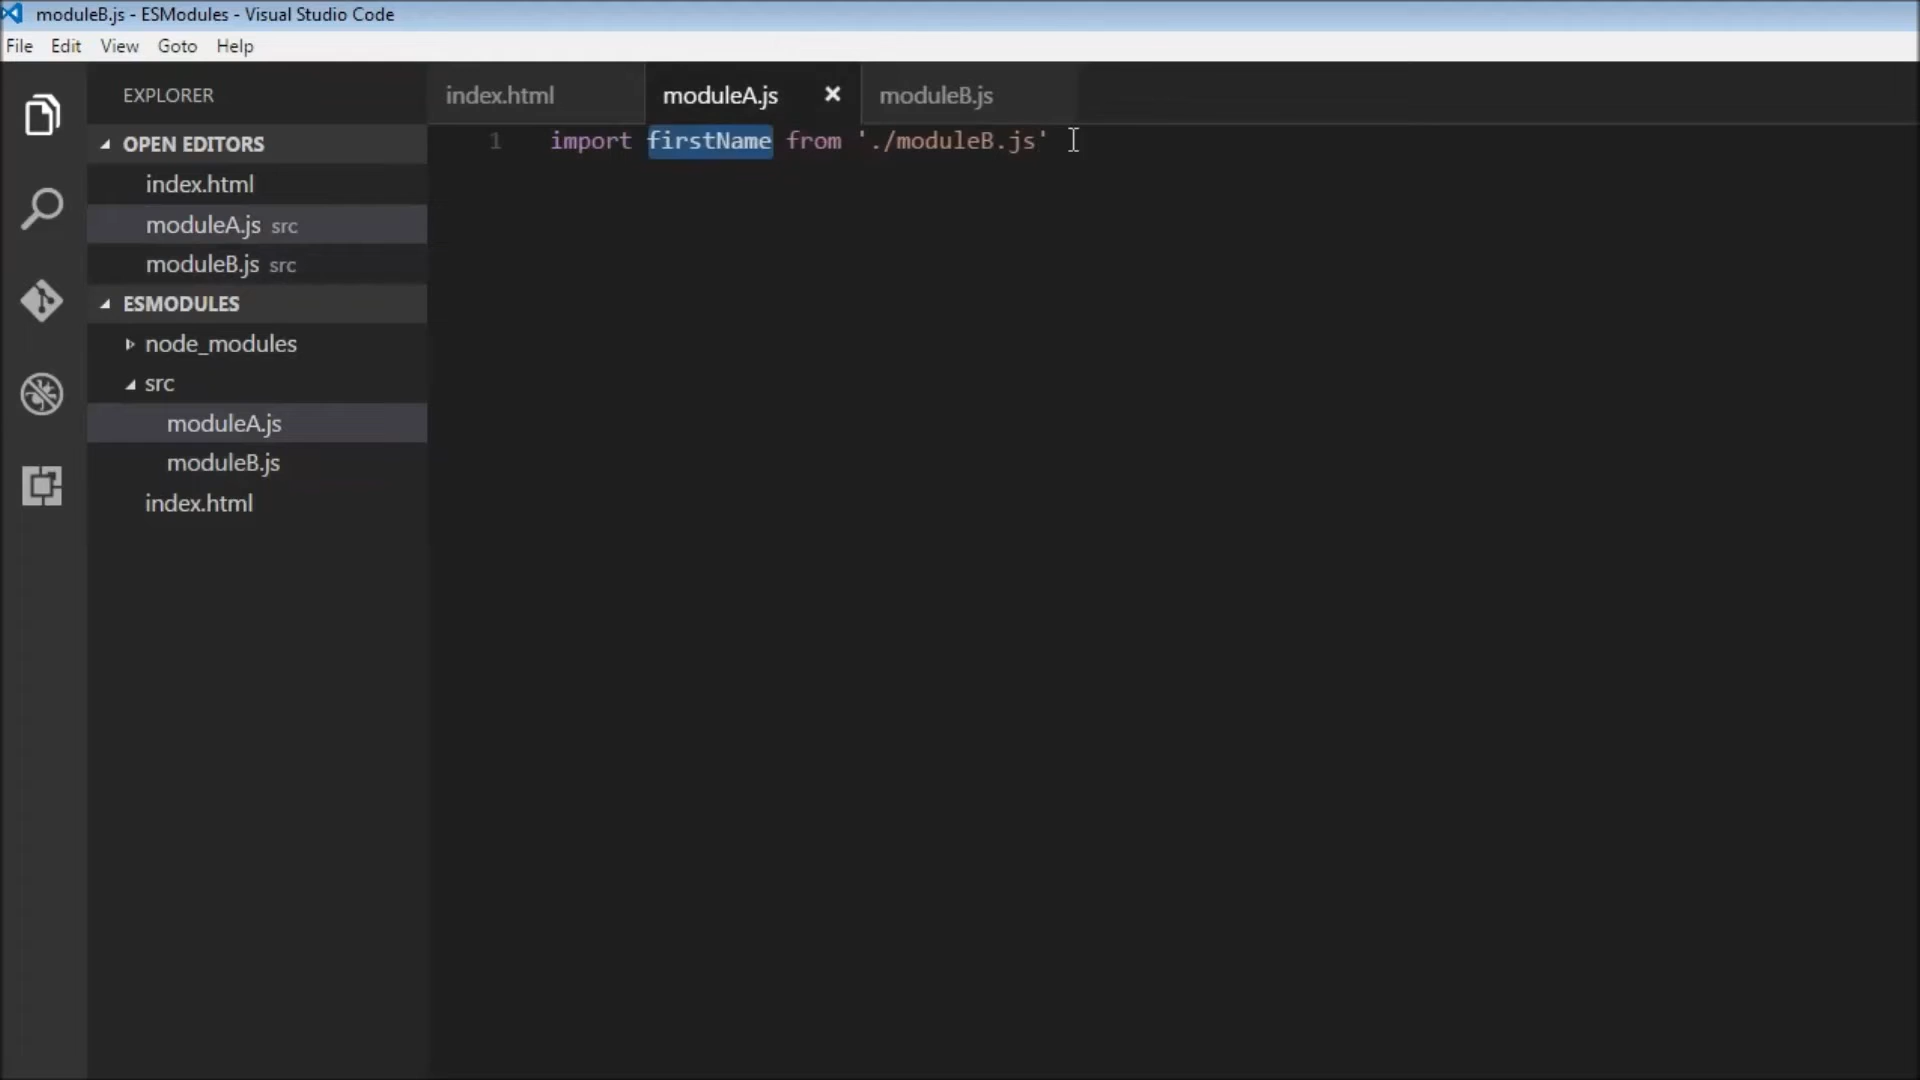 moduleB.js - ESModules - Visual Studio Code
File Edit View Goto Help
EXPLORER
OPEN EDITORS
index.html
moduleA.js src
moduleB.js src
ESMODULES
node_modules
src
moduleA.js
moduleB.js
index.html
index.html moduleA.js moduleB.js
1 import firstName from './moduleB.js'